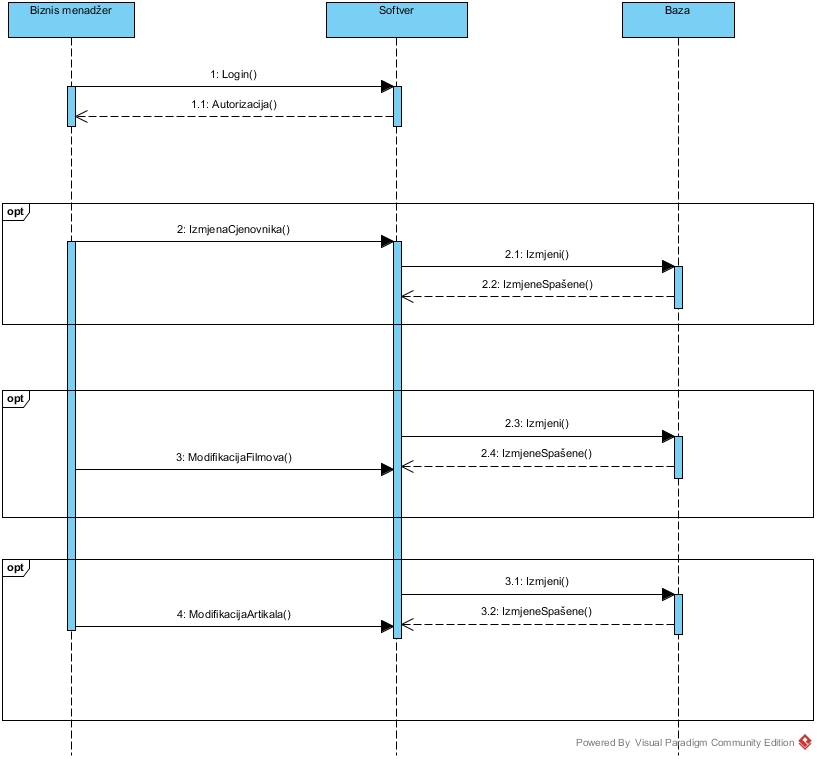 Biznis menadžer
Softver
Baza
1: Login()
1.1: Autorizacija()
opt
2: IzmjenaCjenovnika()
2.1: Izmjeni()
2.2: IzmjeneSpašene()
opt
2.3: Izmjeni()
2.4: IzmjeneSpašene()
3: ModifikacijaFilmova()
opt
3.1: Izmjeni()
3.2: IzmjeneSpašene()
4: ModifikacijaArtikala()
Powered By Visual Paradigm Community Edition